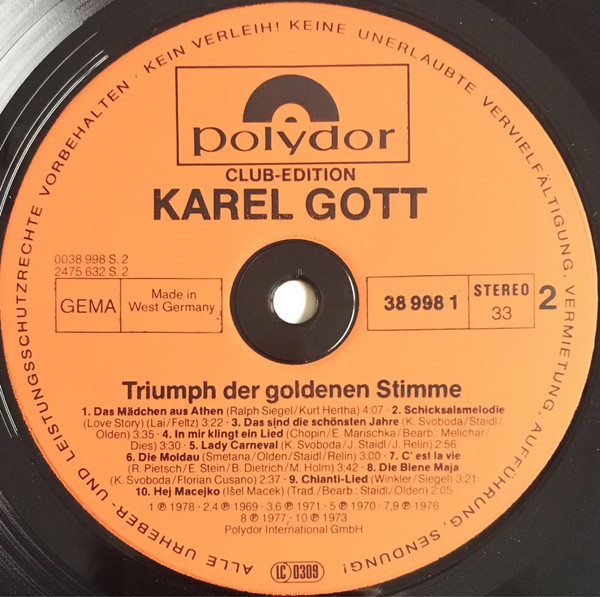 ALLE URHEBER- UND LEISTUNGSSCHUTZRECHTE VORBEHALTEN · KEIN VERLEIH! KEINE UNERLAUBTE VERVIELFÄLTIGUNG, VERMIETUNG, AUFFÜHRUNG, SENDUNG!
polydor
CLUB-EDITION
KAREL GOTT
0038 998 S. 2
2475 632 S. 2
GEMA
Made in
West Germany
38 998 1
STEREO
33
2
Triumph der goldenen Stimme
1. Das Mädchen aus Athen (Ralph Siegel/Kurt Hertha) 4:07 · 2. Schicksalsmelodie
(Love Story) (Lai/Feltz) 3:22 · 3. Das sind die schönsten Jahre (K. Svoboda/Staidl/
Olden) 3:35 · 4. In mir klingt ein Lied (Chopin/E. Marischka/Bearb.: Melichar/
Dies) 3:30 · 5. Lady Carneval (K. Svoboda/J. Staidl/J. Relin) 2:56
6. Die Moldau (Smetana/Olden/Staidl/Relin) 3:00 · 7. C' est la vie
(R. Pietsch/E. Stein/B. Dietrich/M. Holm) 3:42 · 8. Die Biene Maja
(K. Svoboda/Florian Cusano) 2:37 · 9. Chianti-Lied (Winkler/Siegel) 3:21
10. Hej Macejko (Išel Macek) (Trad./Bearb.: Staidl/Olden) 2:05
1 ℗ 1978 · 2,4 ℗ 1969 · 3,6 ℗ 1971 · 5 ℗ 1970 · 7,9 ℗ 1976
8 ℗ 1977 · 10 ℗ 1973
Polydor International GmbH
LC 0309